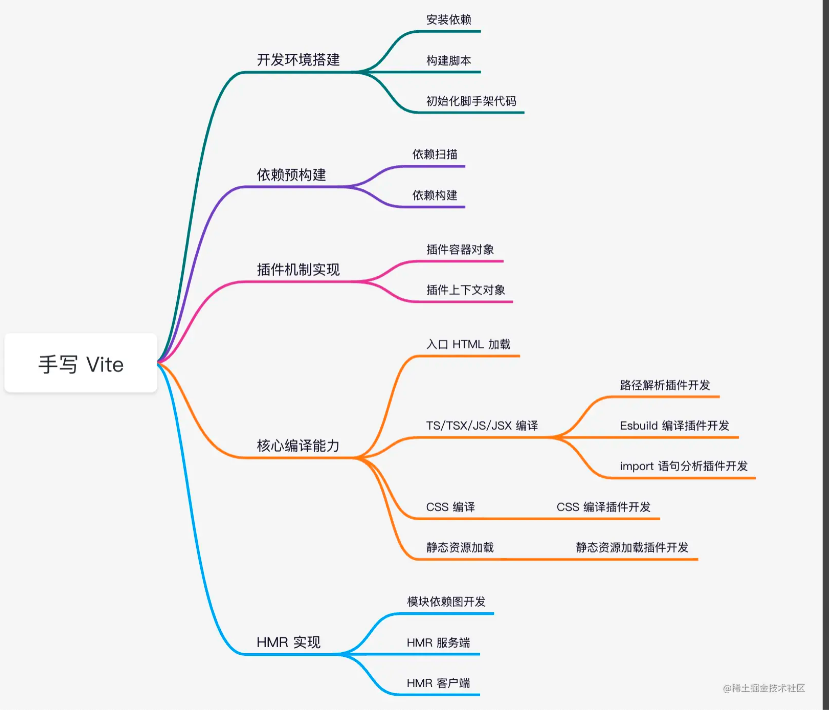 手写 Vite
开发环境搭建
安装依赖
构建脚本
初始化脚手架代码
依赖预构建
依赖扫描
依赖构建
插件机制实现
插件容器对象
插件上下文对象
核心编译能力
入口 HTML 加载
TS/TSX/JS/JSX 编译
路径解析插件开发
Esbuild 编译插件开发
import 语句分析插件开发
CSS 编译
CSS 编译插件开发
静态资源加载
静态资源加载插件开发
HMR 实现
模块依赖图开发
HMR 服务端
HMR 客户端
@稀土掘金技术社区